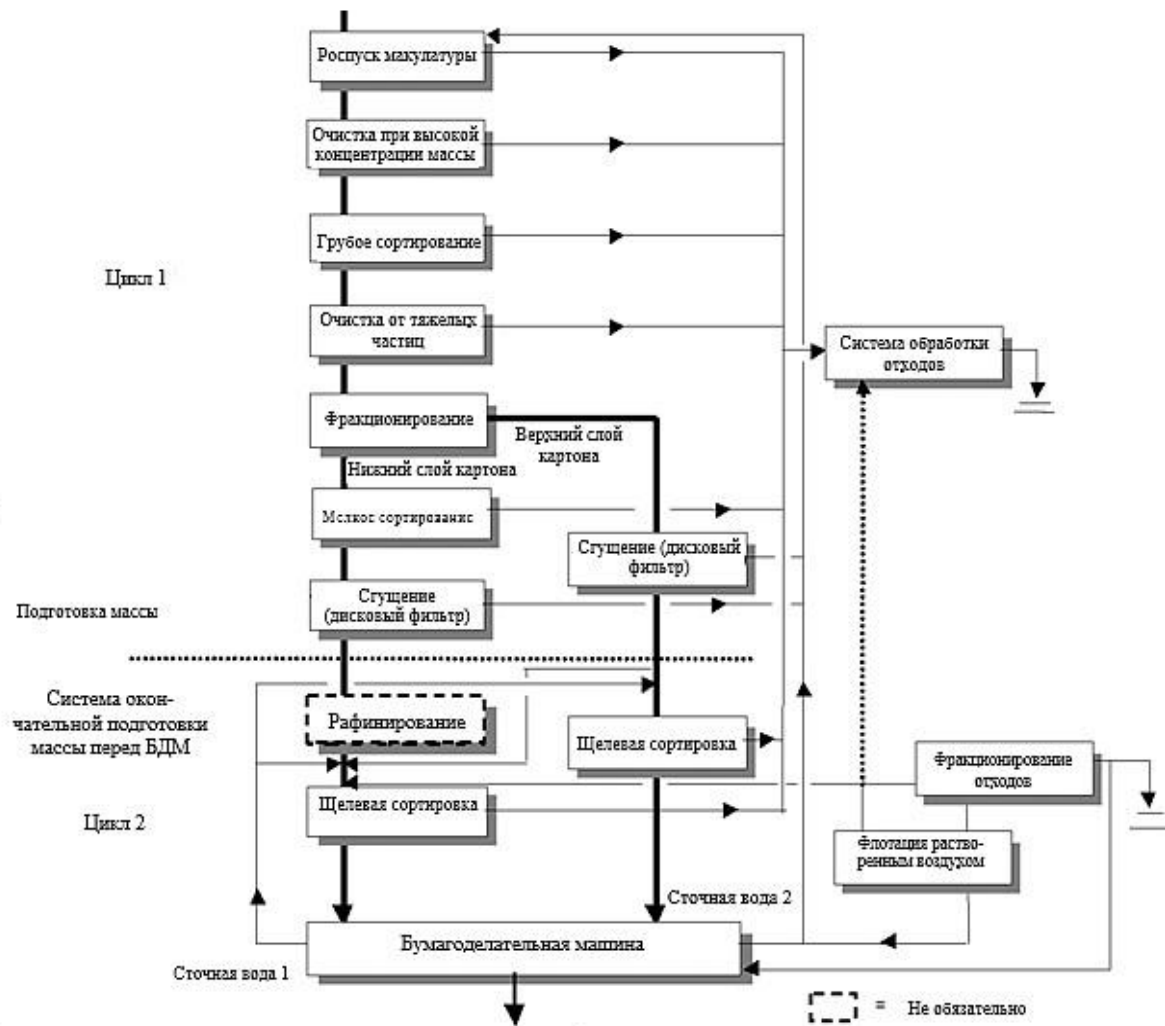 Роспуск макулатуры
Очистка при высокой
концентрации массы
Грубое сортирование
Цикл 1
Очистка от тяжелых
частиц
Система обработки
отходов
Фракционирование
Верхний слой
картона
Нижний слой картона
Мелкое сортирование
Сгущение (дисковый
фильтр)
Сгущение
(дисковый фильтр)
Подготовка массы
Система окон-
чательной подготовки
массы перед БДМ
Рафинирование
Щелевая сортировка
Фракционирование
отходов
Щелевая сортировка
Цикл 2
Флотация раство-
ренным воздухом
Сточная вода 2
Бумагоделательная машина
Сточная вода 1
= Не обязательно